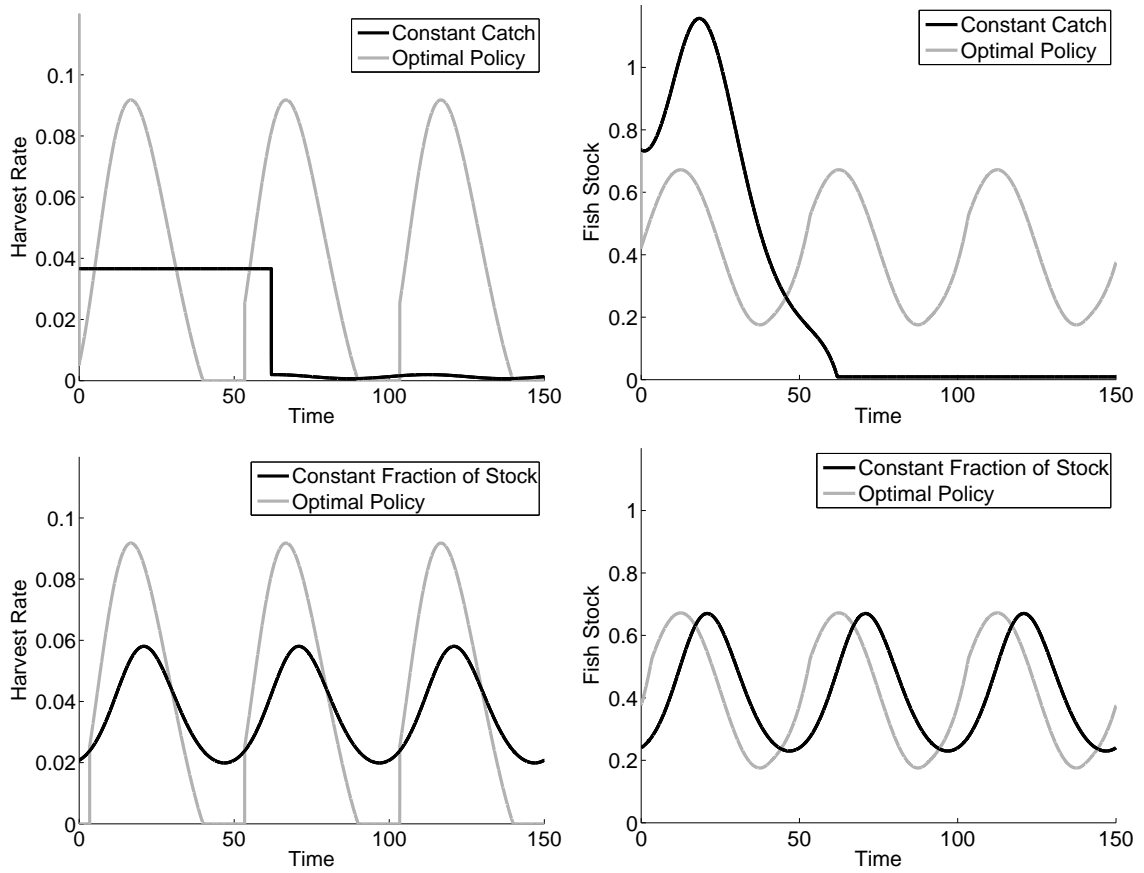 Constant Catch
Optimal Policy
0.1
0.08
0.06
0.04
0.02
0
Harvest Rate
0
50
100
150
Time
Constant Catch
Optimal Policy
1
0.8
0.6
0.4
0.2
0
Fish Stock
0
50
100
150
Time
Constant Fraction of Stock
Optimal Policy
0.1
0.08
0.06
0.04
0.02
0
Harvest Rate
0
50
100
150
Time
Constant Fraction of Stock
Optimal Policy
1
0.8
0.6
0.4
0.2
0
Fish Stock
0
50
100
150
Time